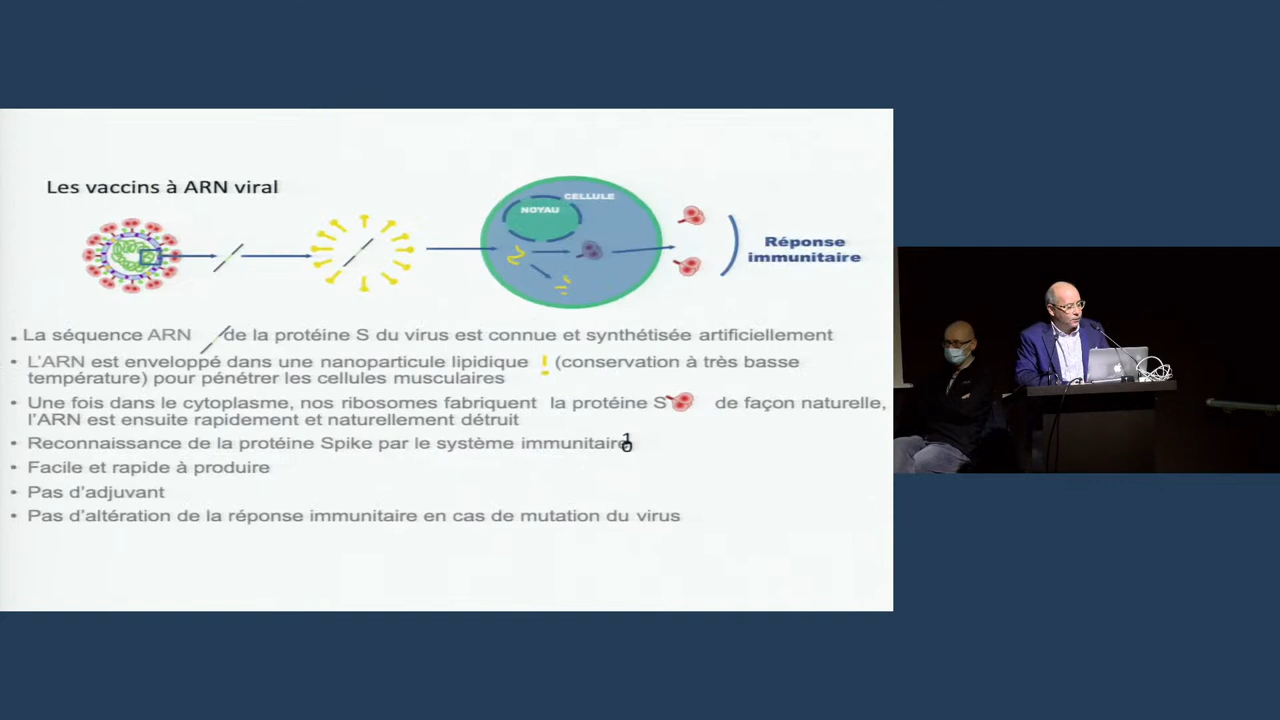 Les vaccins à ARN viral
CELLULE
NOYAU
Réponse
immunitaire
. La séquence ARN de la protéine S du virus est connue et synthétisée artificiellement
• L’ARN est enveloppé dans une nanoparticule lipidique (conservation à très basse
température) pour pénétrer les cellules musculaires
• Une fois dans le cytoplasme, nos ribosomes fabriquent la protéine S de façon naturelle,
l’ARN est ensuite rapidement et naturellement détruit
• Reconnaissance de la protéine Spike par le système immunitaire
10
• Facile et rapide à produire
• Pas d’adjuvant
• Pas d’altération de la réponse immunitaire en cas de mutation du virus